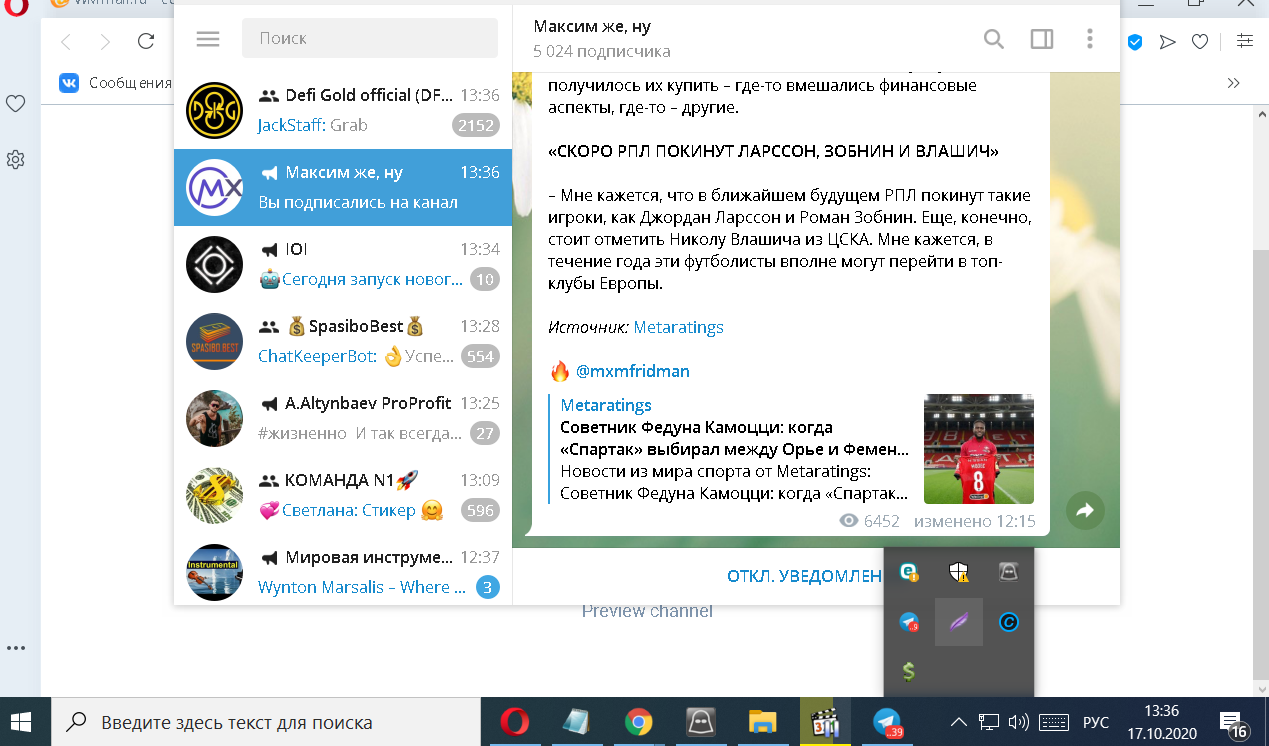 Сообщения
Поиск
Defi Gold official (DF... 13:36
JackStaff: Grab 2152
Максим же, ну 13:36
Вы подписались на канал
IOI 13:34
Сегодня запуск новог... 10
SpasiboBest 13:28
ChatKeeperBot: 👌Успе... 554
SPASIBO.BEST
A.Altynbaev ProProfit 13:25
#жизненно И так всегда... 27
КОМАНДА N1🚀 13:09
💞Светлана: Стикер 🤗 596
Мировая инструме... 12:37
Instrumental
Wynton Marsalis – Where ... 3
Максим же, ну
5 024 подписчика
получилось их купить – где-то вмешались финансовые
аспекты, где-то – другие.
«СКОРО РПЛ ПОКИНУТ ЛАРССОН, ЗОБНИН И ВЛАШИЧ»
– Мне кажется, что в ближайшем будущем РПЛ покинут такие
игроки, как Джордан Ларссон и Роман Зобнин. Еще, конечно,
стоит отметить Николу Влашича из ЦСКА. Мне кажется, в
течение года эти футболисты вполне могут перейти в топ-
клубы Европы.
Источник: Metaratings
🔥 @mxmfridman
Metaratings
Советник Федуна Камоцци: когда
«Спартак» выбирал между Орье и Фемен...
Новости из мира спорта от Metaratings:
Советник Федуна Камоцци: когда «Спартак...
MOSES
8
6452 изменено 12:15
ОТКЛ. УВЕДОМЛЕН
Preview channel
Введите здесь текст для поиска
31
..39
РУС
13:36
17.10.2020
16